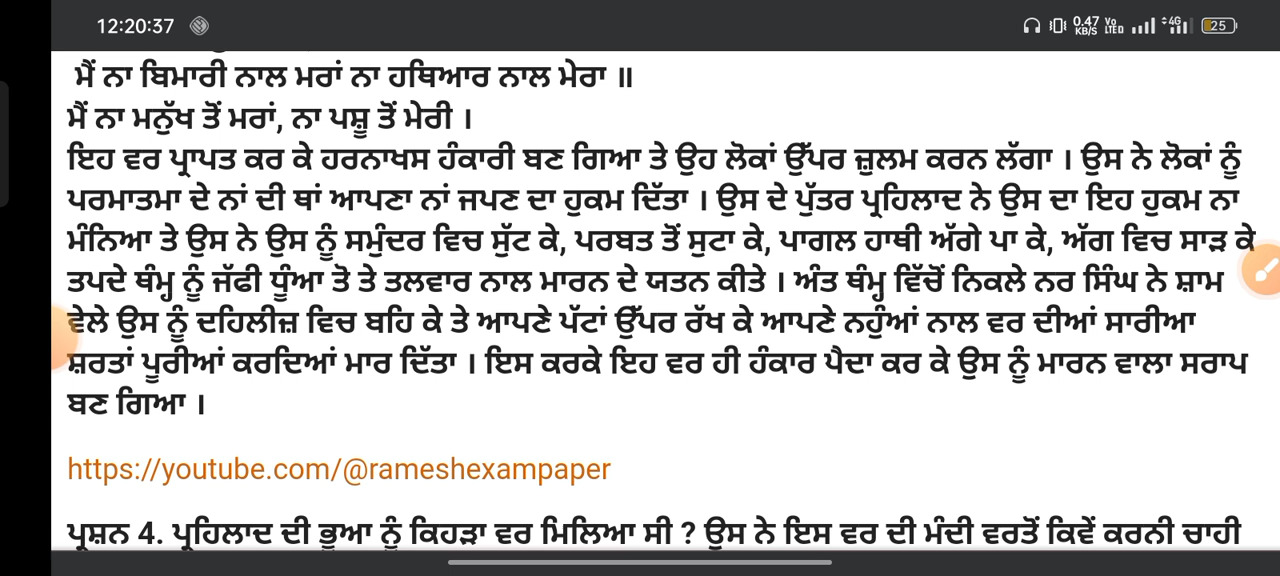 12:20:37
0.47 KB/S Vo LTED 4G 25
ਮੈਂ ਨਾ ਬਿਮਾਰੀ ਨਾਲ ਮਰਾਂ ਨਾ ਹਥਿਆਰ ਨਾਲ ਮੇਰਾ ॥
ਮੈਂ ਨਾ ਮਨੁੱਖ ਤੋਂ ਮਰਾਂ, ਨਾ ਪਸ਼ੂ ਤੋਂ ਮੇਰੀ ।
ਇਹ ਵਰ ਪ੍ਰਾਪਤ ਕਰ ਕੇ ਹਰਨਾਖਸ ਹੰਕਾਰੀ ਬਣ ਗਿਆ ਤੇ ਉਹ ਲੋਕਾਂ ਉੱਪਰ ਜ਼ੁਲਮ ਕਰਨ ਲੱਗਾ । ਉਸ ਨੇ ਲੋਕਾਂ ਨੂੰ
ਪਰਮਾਤਮਾ ਦੇ ਨਾਂ ਦੀ ਥਾਂ ਆਪਣਾ ਨਾਂ ਜਪਣ ਦਾ ਹੁਕਮ ਦਿੱਤਾ । ਉਸ ਦੇ ਪੁੱਤਰ ਪ੍ਰਹਿਲਾਦ ਨੇ ਉਸ ਦਾ ਇਹ ਹੁਕਮ ਨਾ
ਮੰਨਿਆ ਤੇ ਉਸ ਨੇ ਉਸ ਨੂੰ ਸਮੁੰਦਰ ਵਿਚ ਸੁੱਟ ਕੇ, ਪਰਬਤ ਤੋਂ ਸੁਟਾ ਕੇ, ਪਾਗਲ ਹਾਥੀ ਅੱਗੇ ਪਾ ਕੇ, ਅੱਗ ਵਿਚ ਸਾੜ ਕੇ
ਤਪਦੇ ਥੰਮ੍ਹ ਨੂੰ ਜੱਫੀ ਧੂੰਆ ਤੋ ਤੇ ਤਲਵਾਰ ਨਾਲ ਮਾਰਨ ਦੇ ਯਤਨ ਕੀਤੇ । ਅੰਤ ਥੰਮ੍ਹ ਵਿੱਚੋਂ ਨਿਕਲੇ ਨਰ ਸਿੰਘ ਨੇ ਸ਼ਾਮ
ਵੇਲੇ ਉਸ ਨੂੰ ਦਹਿਲੀਜ਼ ਵਿਚ ਬਹਿ ਕੇ ਤੇ ਆਪਣੇ ਪੱਟਾਂ ਉੱਪਰ ਰੱਖ ਕੇ ਆਪਣੇ ਨਹੁੰਆਂ ਨਾਲ ਵਰ ਦੀਆਂ ਸਾਰੀਆ
ਸ਼ਰਤਾਂ ਪੂਰੀਆਂ ਕਰਦਿਆਂ ਮਾਰ ਦਿੱਤਾ । ਇਸ ਕਰਕੇ ਇਹ ਵਰ ਹੀ ਹੰਕਾਰ ਪੈਦਾ ਕਰ ਕੇ ਉਸ ਨੂੰ ਮਾਰਨ ਵਾਲਾ ਸਰਾਪ
ਬਣ ਗਿਆ ।
https://youtube.com/@rameshexampaper
ਪ੍ਰਸ਼ਨ 4. ਪ੍ਰਹਿਲਾਦ ਦੀ ਭੂਆ ਨੂੰ ਕਿਹੜਾ ਵਰ ਮਿਲਿਆ ਸੀ ? ਉਸ ਨੇ ਇਸ ਵਰ ਦੀ ਮੰਦੀ ਵਰਤੋਂ ਕਿਵੇਂ ਕਰਨੀ ਚਾਹੀ